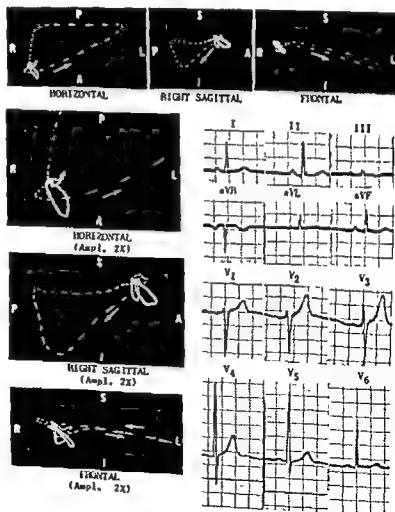 P
R
L
A
HORIZONTAL
S
P
A
I
RIGHT SAGITTAL
S
R
L
I
FRONTAL
P
R
L
A
HORIZONTAL
(Ampl. 2X)
S
P
A
I
RIGHT SAGITTAL
(Ampl. 2X)
S
R
L
I
FRONTAL
(Ampl. 2X)
I II III
aVR aVL aVF
V1 V2 V3
V4 V5 V6